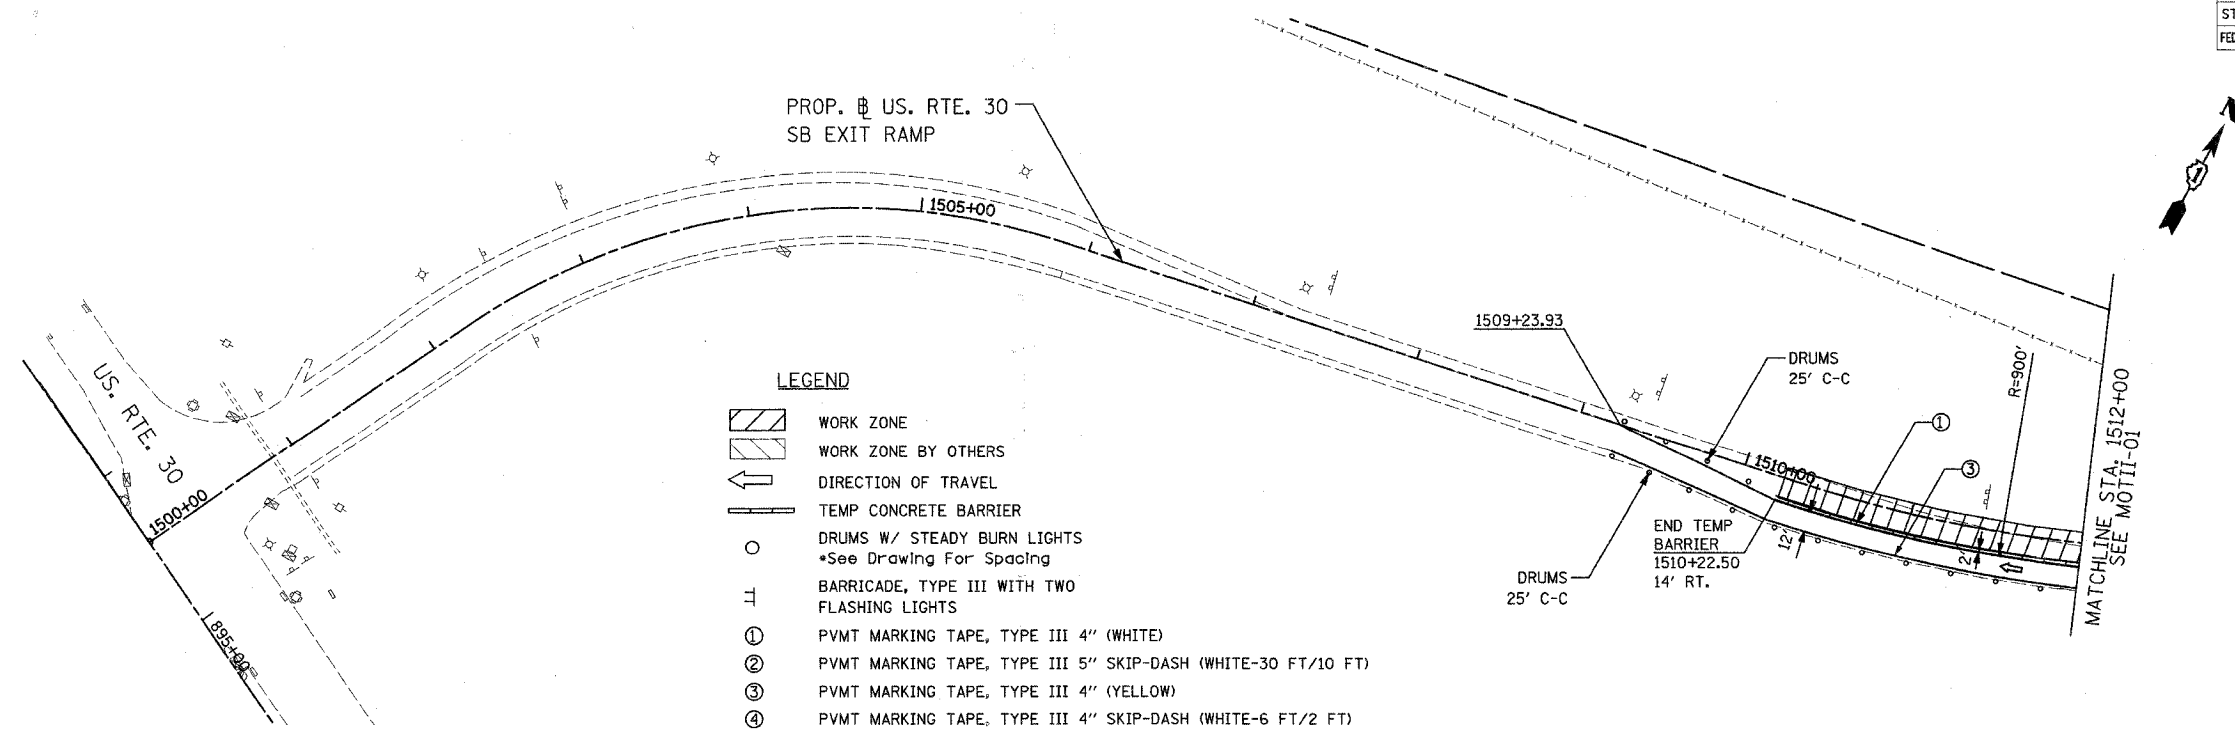 ST
FED
N
1
PROP. ℄ US. RTE. 30
SB EXIT RAMP
1505+00
1509+23.93
DRUMS
25' C-C
R=900'
1
3
MATCHLINE STA. 1512+00
SEE MOTII-01
US. RTE. 30
1500+00
895+00
1510+00
END TEMP
BARRIER
1510+22.50
14' RT.
12'
2'
DRUMS
25' C-C
LEGEND
WORK ZONE
WORK ZONE BY OTHERS
DIRECTION OF TRAVEL
TEMP CONCRETE BARRIER
DRUMS W/ STEADY BURN LIGHTS
*See Drawing For Spacing
BARRICADE, TYPE III WITH TWO
FLASHING LIGHTS
1 PVMT MARKING TAPE, TYPE III 4" (WHITE)
2 PVMT MARKING TAPE, TYPE III 5" SKIP-DASH (WHITE-30 FT/10 FT)
3 PVMT MARKING TAPE, TYPE III 4" (YELLOW)
4 PVMT MARKING TAPE, TYPE III 4" SKIP-DASH (WHITE-6 FT/2 FT)